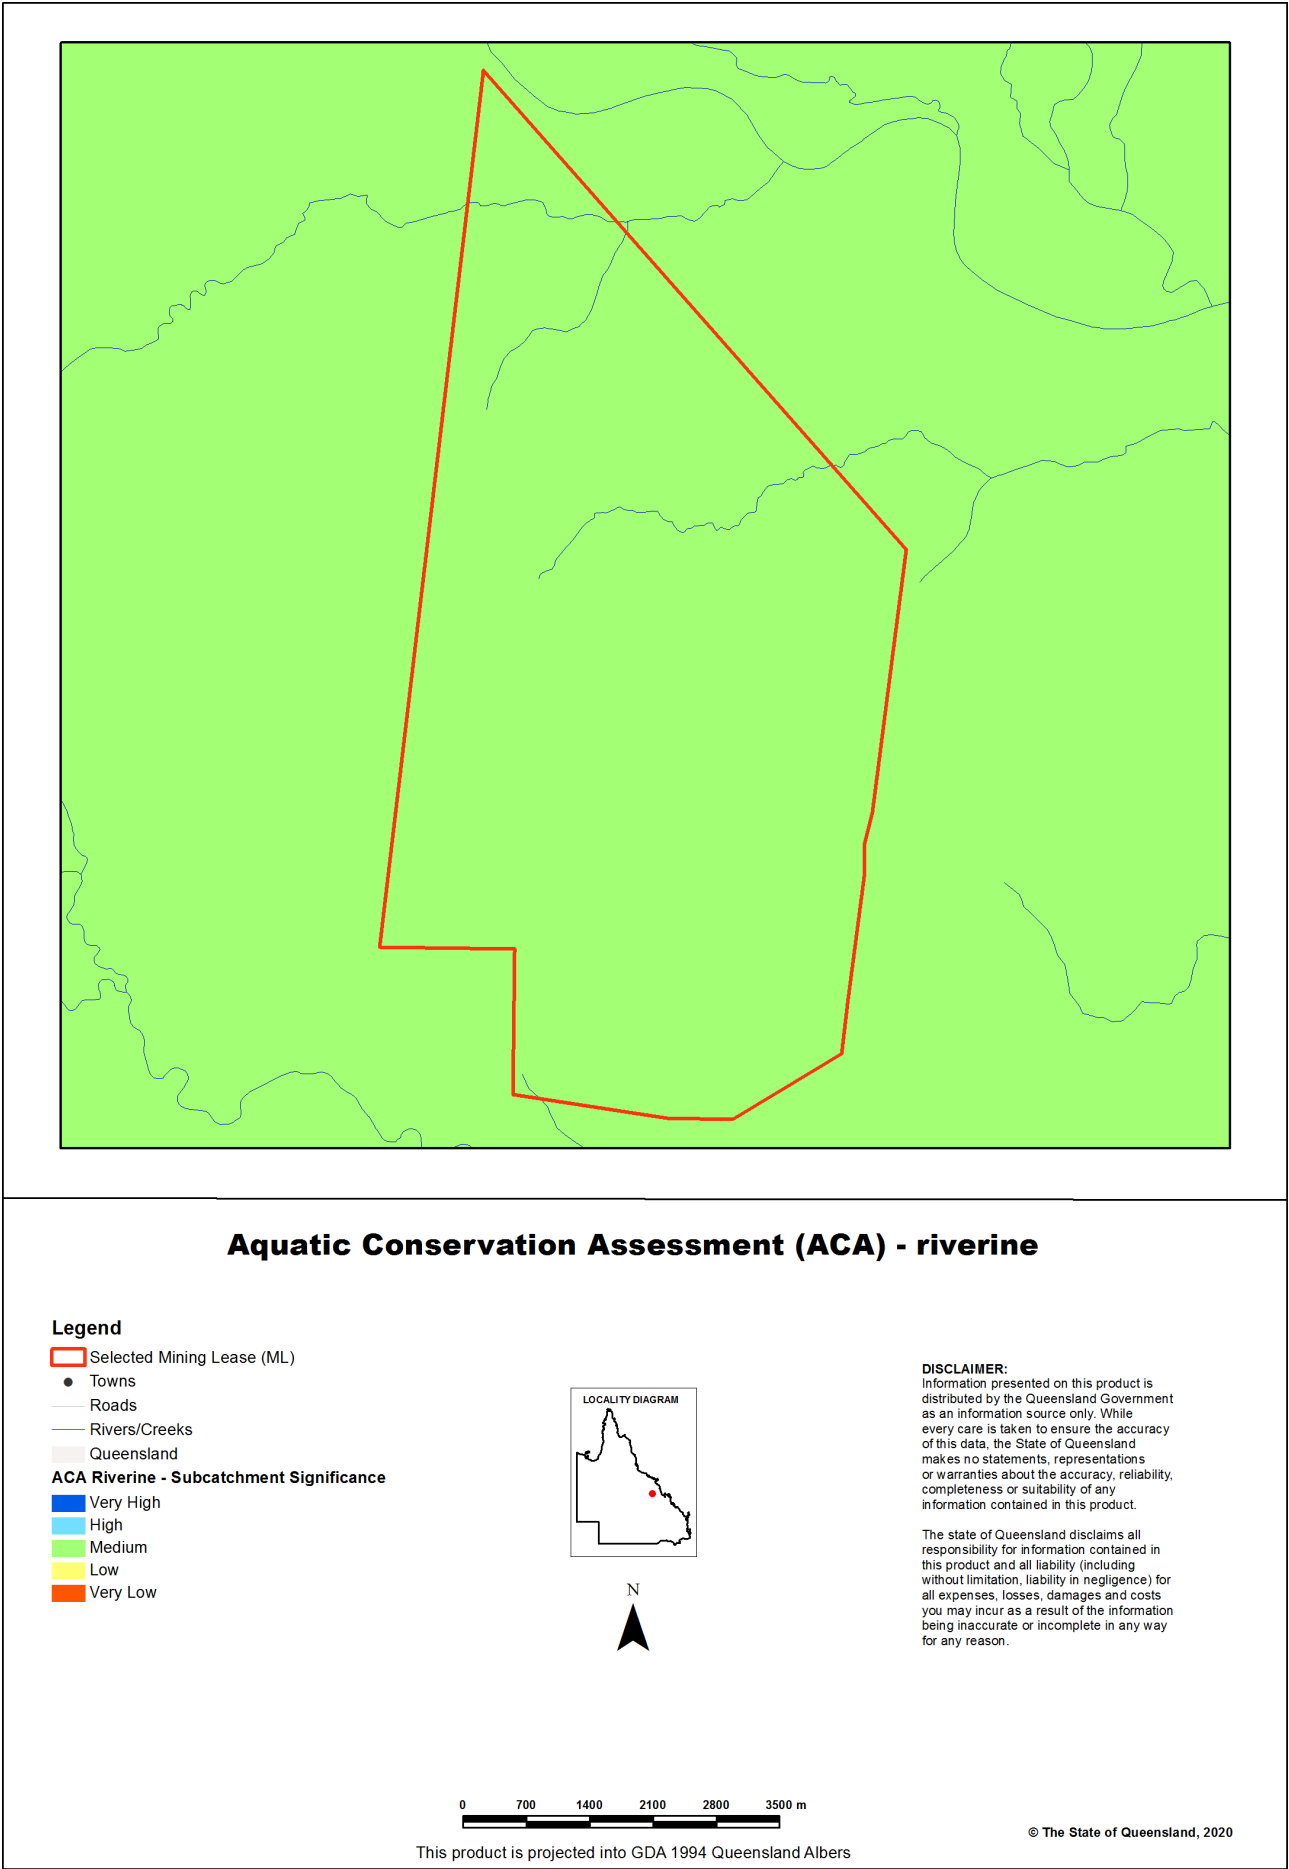 Aquatic Conservation Assessment (ACA) - riverine
Legend
Selected Mining Lease (ML)
Towns
Roads
Rivers/Creeks
Queensland
ACA Riverine - Subcatchment Significance
Very High
High
Medium
Low
Very Low
LOCALITY DIAGRAM
N
DISCLAIMER:
Information presented on this product is
distributed by the Queensland Government
as an information source only. While
every care is taken to ensure the accuracy
of this data, the State of Queensland
makes no statements, representations
or warranties about the accuracy, reliability,
completeness or suitability of any
information contained in this product.
The state of Queensland disclaims all
responsibility for information contained in
this product and all liability (including
without limitation, liability in negligence) for
all expenses, losses, damages and costs
you may incur as a result of the information
being inaccurate or incomplete in any way
for any reason.
0 700 1400 2100 2800 3500 m
This product is projected into GDA 1994 Queensland Albers
© The State of Queensland, 2020